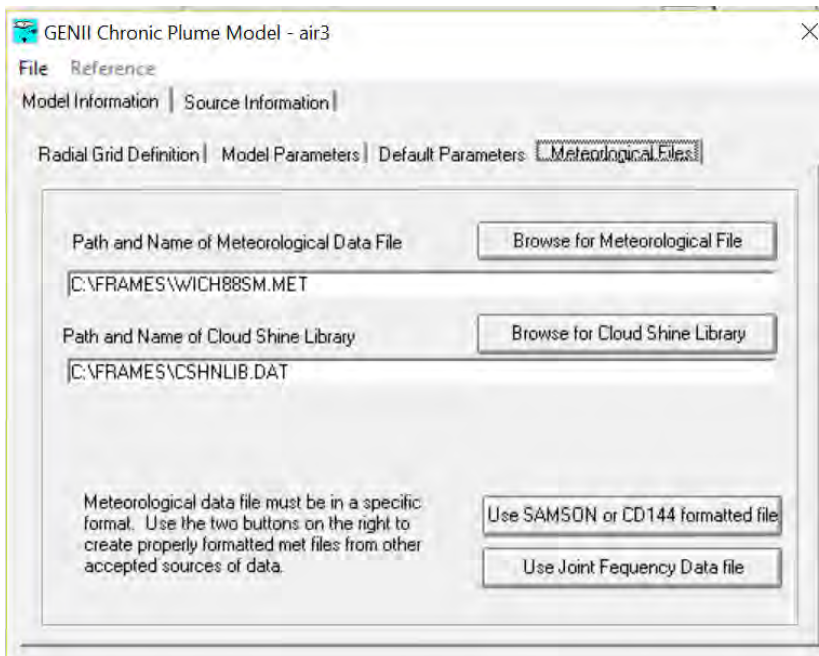 GENII Chronic Plume Model - air3
File Reference
Model Information Source Information
Radial Grid Definition Model Parameters Default Parameters Meteorlogical Files
Path and Name of Meteorological Data File Browse for Meteorological File
C:\FRAMES\WICH88SM.MET
Path and Name of Cloud Shine Library Browse for Cloud Shine Library
C:\FRAMES\CSHNLIB.DAT
Meteorological data file must be in a specific
format. Use the two buttons on the right to
create properly formatted met files from other
accepted sources of data.
Use SAMSON or CD144 formatted file
Use Joint Fequency Data file